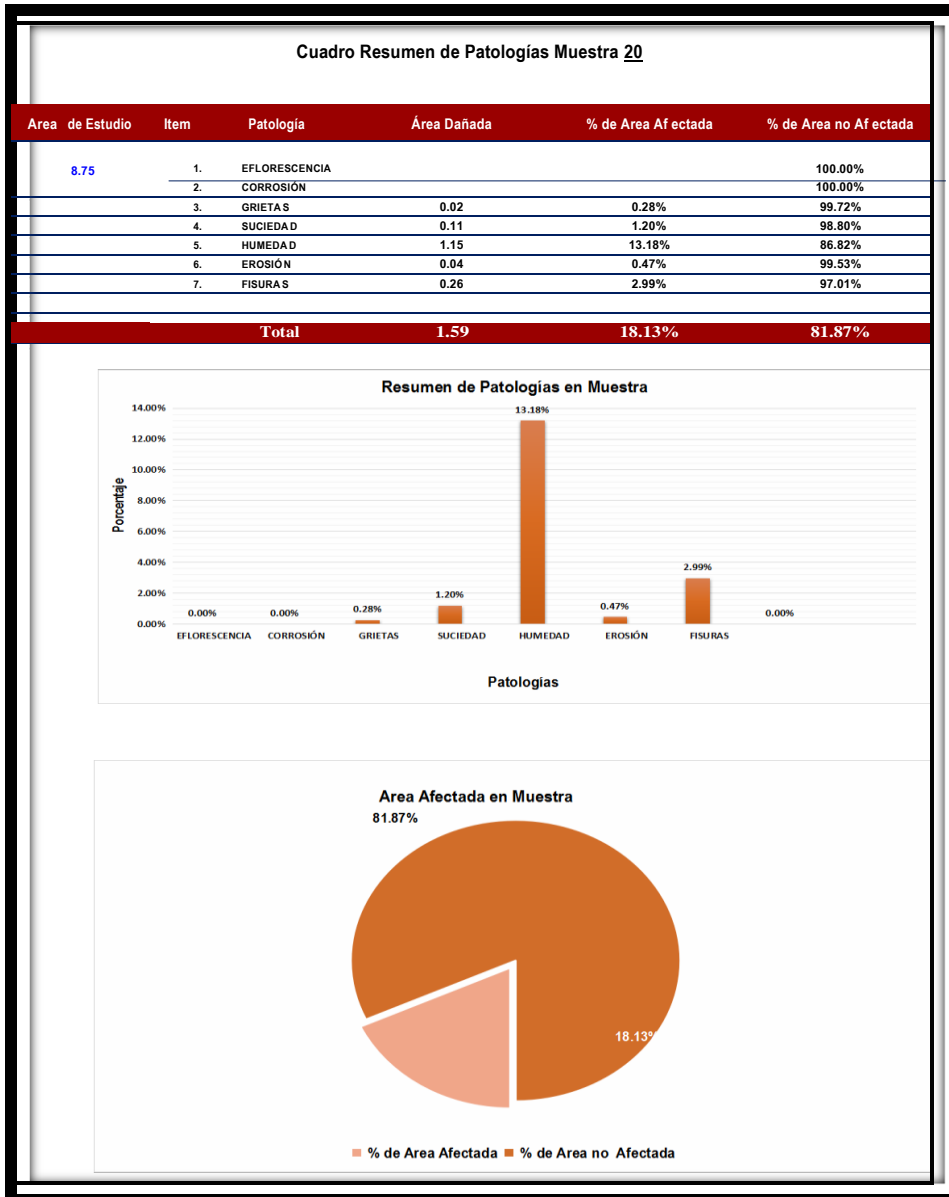 Cuadro Resumen de Patologías Muestra 20
Area de Estudio Item Patología Área Dañada % de Area Af ectada % de Area no Af ectada
8.75 1. EFLORESCENCIA 100.00%
2. CORROSIÓN 100.00%
3. GRIETAS 0.02 0.28% 99.72%
4. SUCIEDAD 0.11 1.20% 98.80%
5. HUMEDAD 1.15 13.18% 86.82%
6. EROSIÓN 0.04 0.47% 99.53%
7. FISURAS 0.26 2.99% 97.01%
Total 1.59 18.13% 81.87%
Resumen de Patologías en Muestra
14.00%
12.00%
10.00%
8.00%
6.00%
4.00%
2.00%
0.00%
Porcentaje
0.00% 0.00% 0.28% 1.20% 13.18% 0.47% 2.99% 0.00%
EFLORESCENCIA CORROSIÓN GRIETAS SUCIEDAD HUMEDAD EROSIÓN FISURAS
Patologías
Area Afectada en Muestra
81.87%
18.13%
% de Area Afectada % de Area no Afectada